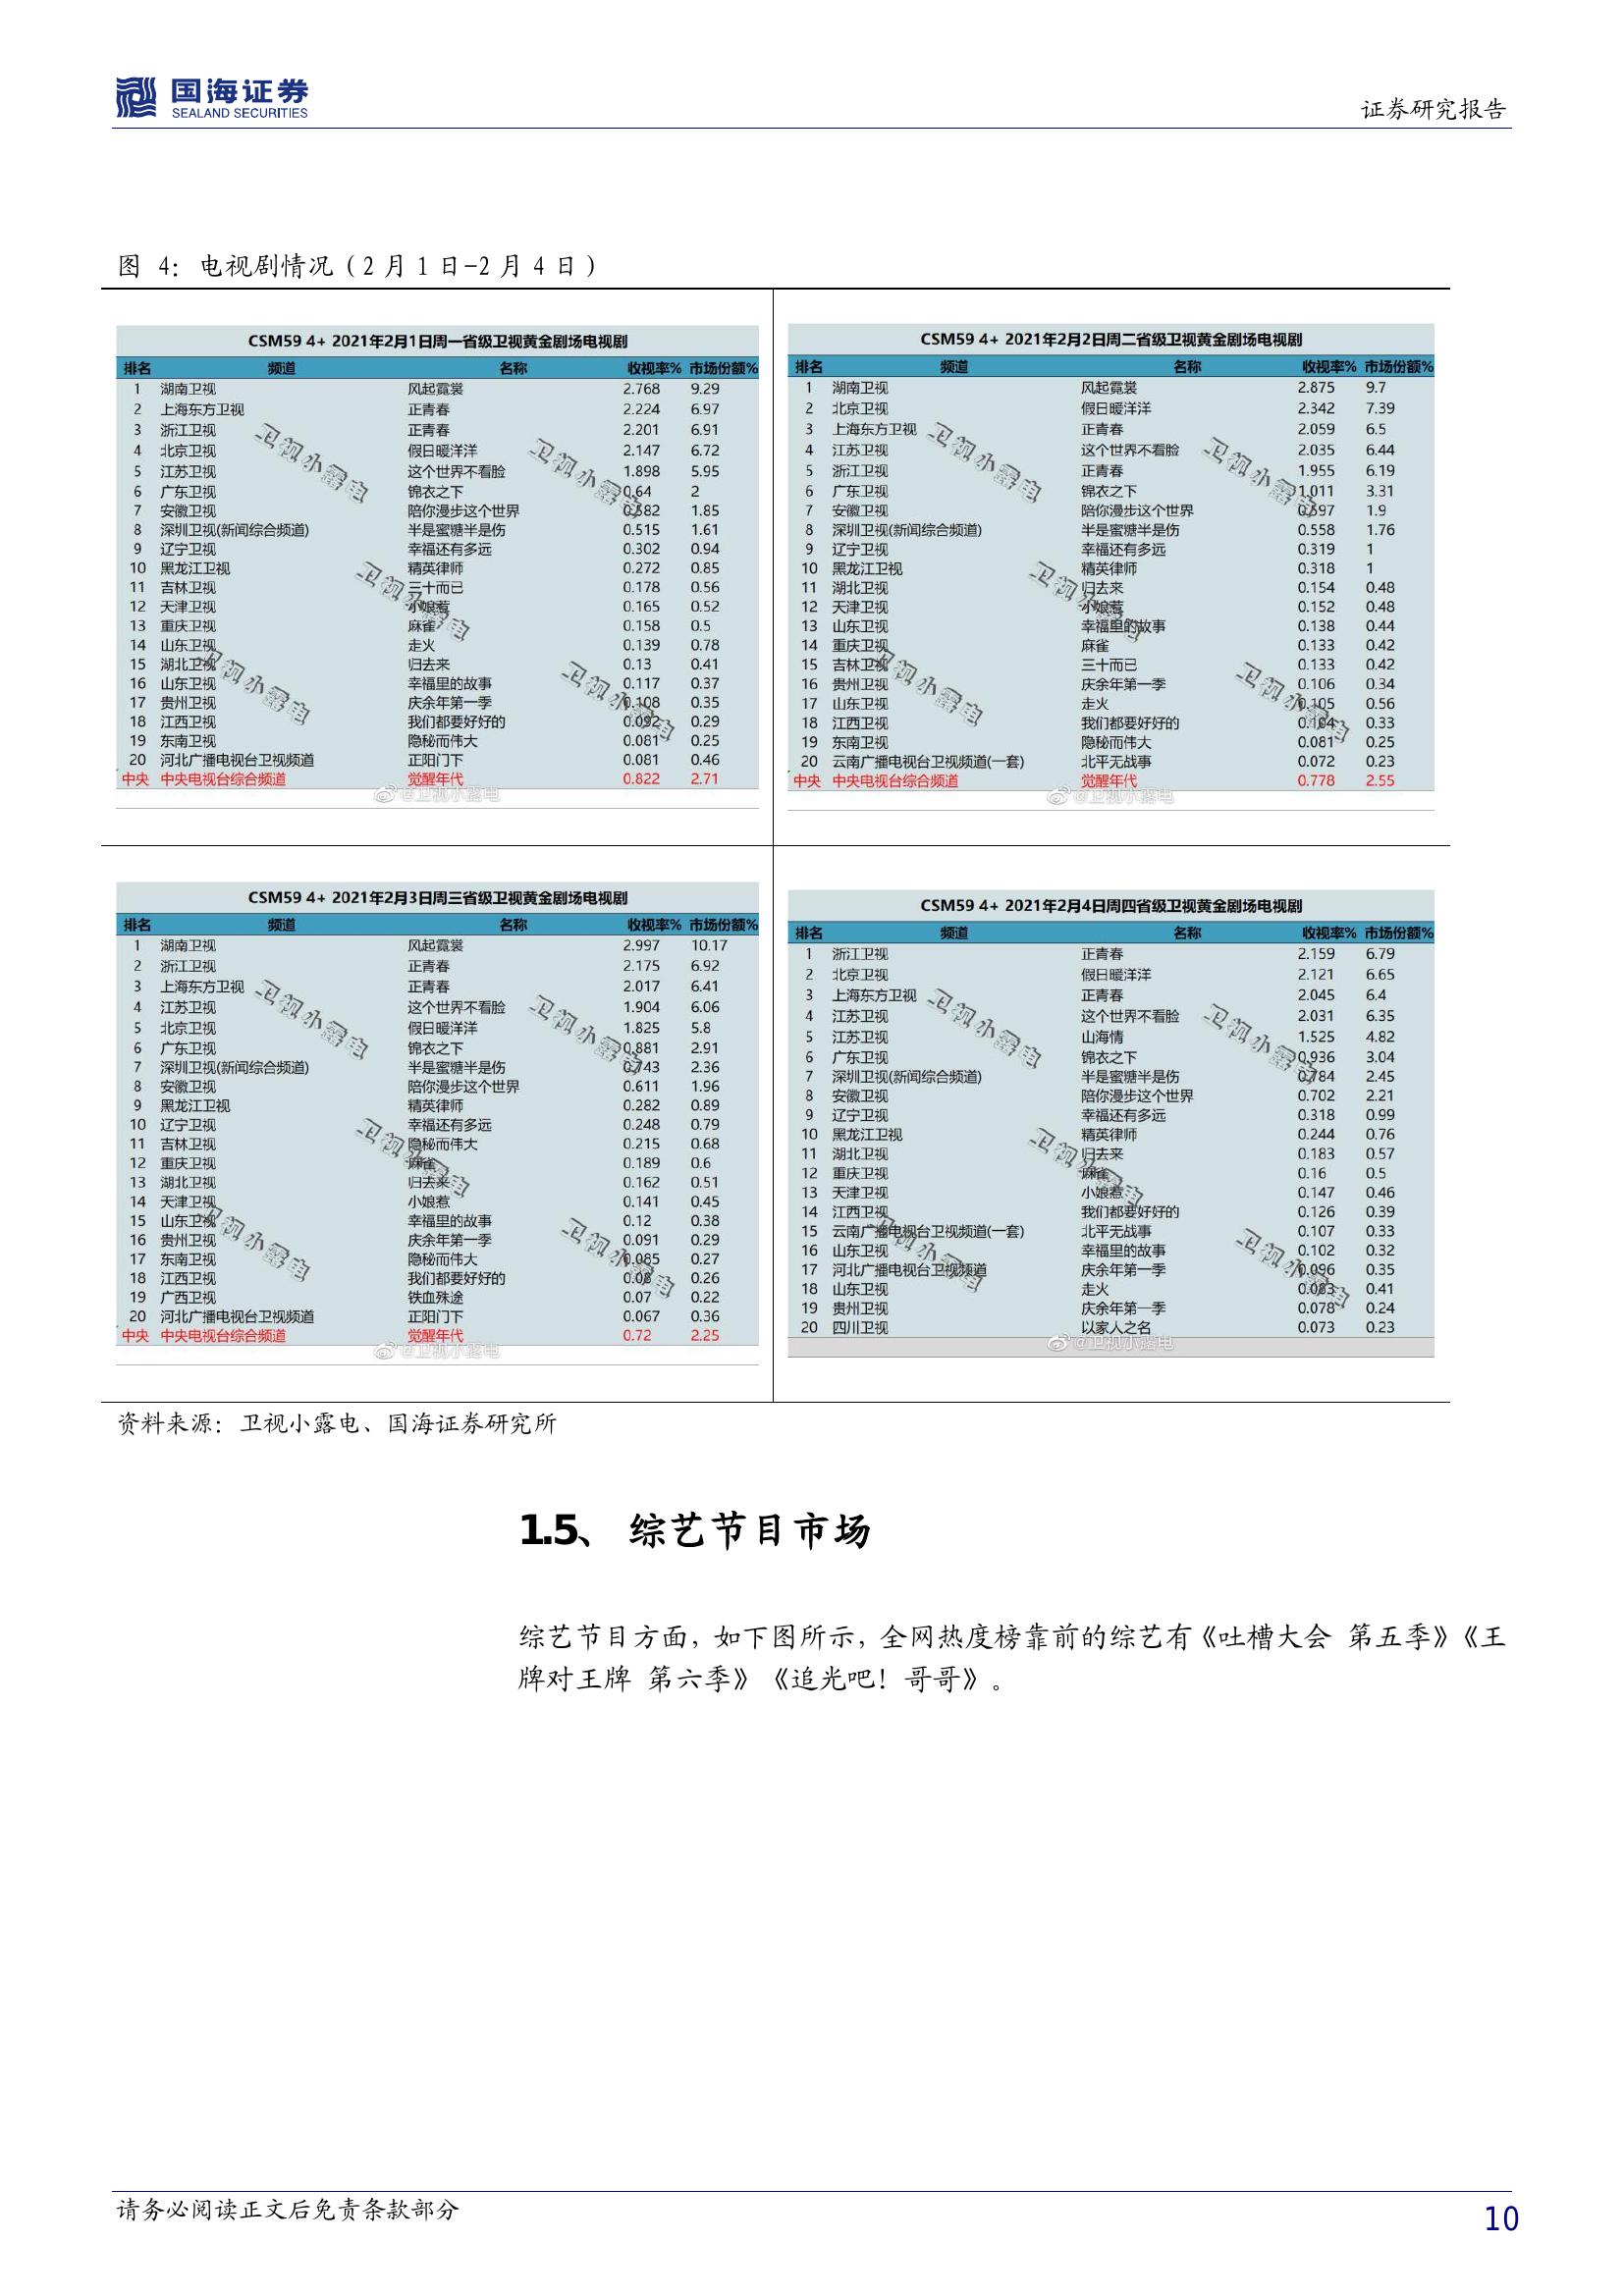 国海证券
SEALAND SECURITIES
证券研究报告
图 4：电视剧情况（2 月 1 日-2 月 4 日）
CSM59 4+ 2021年2月1日周一省级卫视黄金剧场电视剧
排名 频道 名称 收视率% 市场份额%
1 湖南卫视 风起霓裳 2.768 9.29
2 上海东方卫视 正青春 2.224 6.97
3 浙江卫视 正青春 2.201 6.91
4 北京卫视 假日暖洋洋 2.147 6.72
5 江苏卫视 这个世界不看脸 1.898 5.95
6 广东卫视 锦衣之下 0.64 2
7 安徽卫视 陪你漫步这个世界 0.582 1.85
8 深圳卫视(新闻综合频道) 半是蜜糖半是伤 0.515 1.61
9 辽宁卫视 幸福还有多远 0.302 0.94
10 黑龙江卫视 精英律师 0.272 0.85
11 吉林卫视 三十而已 0.178 0.56
12 天津卫视 小娘惹 0.165 0.52
13 重庆卫视 麻雀 0.158 0.5
14 山东卫视 走火 0.139 0.78
15 湖北卫视 归去来 0.13 0.41
16 山东卫视 幸福里的故事 0.117 0.37
17 贵州卫视 庆余年第一季 0.108 0.35
18 江西卫视 我们都要好好的 0.092 0.29
19 东南卫视 隐秘而伟大 0.081 0.25
20 河北广播电视台卫视频道 正阳门下 0.081 0.46
中央 中央电视台综合频道 觉醒年代 0.822 2.71
@卫视小露电
CSM59 4+ 2021年2月2日周二省级卫视黄金剧场电视剧
排名 频道 名称 收视率% 市场份额%
1 湖南卫视 风起霓裳 2.875 9.7
2 北京卫视 假日暖洋洋 2.342 7.39
3 上海东方卫视 正青春 2.059 6.5
4 江苏卫视 这个世界不看脸 2.035 6.44
5 浙江卫视 正青春 1.955 6.19
6 广东卫视 锦衣之下 1.011 3.31
7 安徽卫视 陪你漫步这个世界 0.597 1.9
8 深圳卫视(新闻综合频道) 半是蜜糖半是伤 0.558 1.76
9 辽宁卫视 幸福还有多远 0.319 1
10 黑龙江卫视 精英律师 0.318 1
11 湖北卫视 归去来 0.154 0.48
12 天津卫视 小娘惹 0.152 0.48
13 山东卫视 幸福里的故事 0.138 0.44
14 重庆卫视 麻雀 0.133 0.42
15 吉林卫视 三十而已 0.133 0.42
16 贵州卫视 庆余年第一季 0.106 0.34
17 山东卫视 走火 0.105 0.56
18 江西卫视 我们都要好好的 0.104 0.33
19 东南卫视 隐秘而伟大 0.081 0.25
20 云南广播电视台卫视频道(一套) 北平无战事 0.072 0.23
中央 中央电视台综合频道 觉醒年代 0.778 2.55
@卫视小露电
CSM59 4+ 2021年2月3日周三省级卫视黄金剧场电视剧
排名 频道 名称 收视率% 市场份额%
1 湖南卫视 风起霓裳 2.997 10.17
2 浙江卫视 正青春 2.175 6.92
3 上海东方卫视 正青春 2.017 6.41
4 江苏卫视 这个世界不看脸 1.904 6.06
5 北京卫视 假日暖洋洋 1.825 5.8
6 广东卫视 锦衣之下 0.881 2.91
7 深圳卫视(新闻综合频道) 半是蜜糖半是伤 0.743 2.36
8 安徽卫视 陪你漫步这个世界 0.611 1.96
9 黑龙江卫视 精英律师 0.282 0.89
10 辽宁卫视 幸福还有多远 0.248 0.79
11 吉林卫视 隐秘而伟大 0.215 0.68
12 重庆卫视 麻雀 0.189 0.6
13 湖北卫视 归去来 0.162 0.51
14 天津卫视 小娘惹 0.141 0.45
15 山东卫视 幸福里的故事 0.12 0.38
16 贵州卫视 庆余年第一季 0.091 0.29
17 东南卫视 隐秘而伟大 0.085 0.27
18 江西卫视 我们都要好好的 0.08 0.26
19 广西卫视 铁血殊途 0.07 0.22
20 河北广播电视台卫视频道 正阳门下 0.067 0.36
中央 中央电视台综合频道 觉醒年代 0.72 2.25
@卫视小露电
CSM59 4+ 2021年2月4日周四省级卫视黄金剧场电视剧
排名 频道 名称 收视率% 市场份额%
1 浙江卫视 正青春 2.159 6.79
2 北京卫视 假日暖洋洋 2.121 6.65
3 上海东方卫视 正青春 2.045 6.4
4 江苏卫视 这个世界不看脸 2.031 6.35
5 江苏卫视 山海情 1.525 4.82
6 广东卫视 锦衣之下 0.936 3.04
7 深圳卫视(新闻综合频道) 半是蜜糖半是伤 0.784 2.45
8 安徽卫视 陪你漫步这个世界 0.702 2.21
9 辽宁卫视 幸福还有多远 0.318 0.99
10 黑龙江卫视 精英律师 0.244 0.76
11 湖北卫视 归去来 0.183 0.57
12 重庆卫视 麻雀 0.16 0.5
13 天津卫视 小娘惹 0.147 0.46
14 江西卫视 我们都要好好的 0.126 0.39
15 云南广播电视台卫视频道(一套) 北平无战事 0.107 0.33
16 山东卫视 幸福里的故事 0.102 0.32
17 河北广播电视台卫视频道 庆余年第一季 0.096 0.35
18 山东卫视 走火 0.083 0.41
19 贵州卫视 庆余年第一季 0.078 0.24
20 四川卫视 以家人之名 0.073 0.23
@卫视小露电
资料来源：卫视小露电、国海证券研究所
1.5、 综艺节目市场
综艺节目方面，如下图所示，全网热度榜靠前的综艺有《吐槽大会 第五季》《王
牌对王牌 第六季》《追光吧！哥哥》。
请务必阅读正文后免责条款部分
10